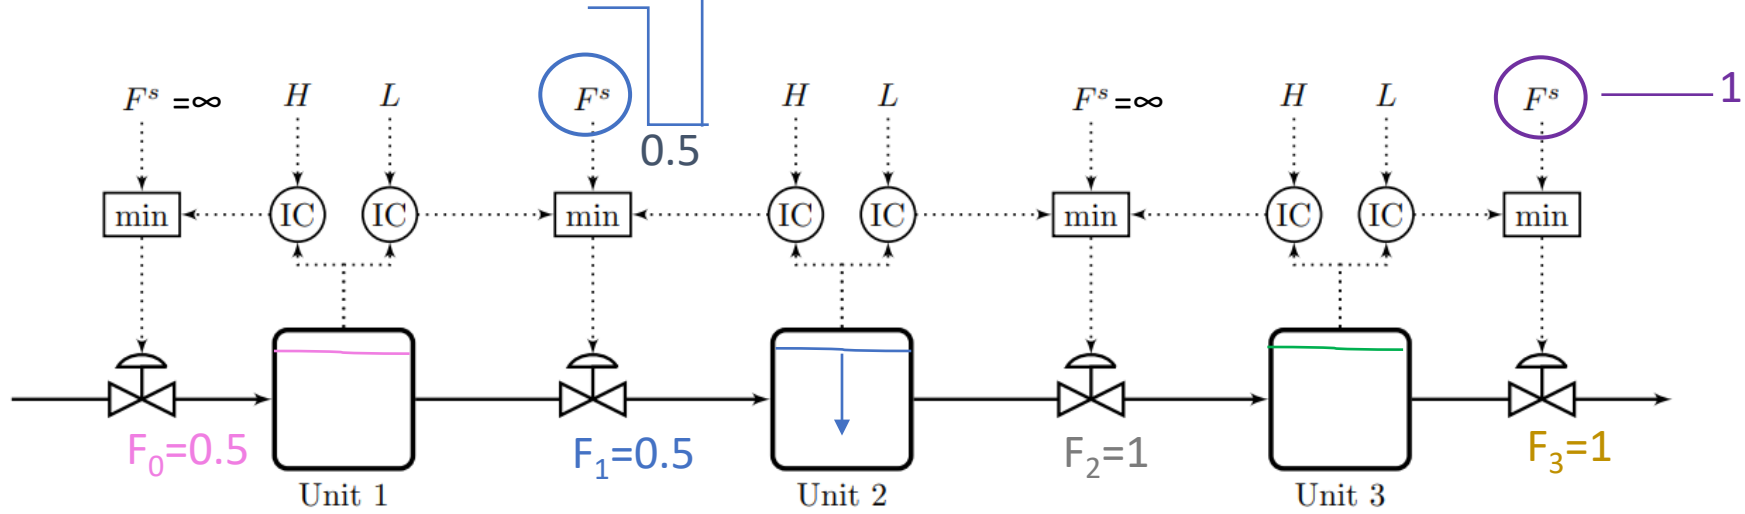 F^s =∞ H L F^s H L F^s =∞ H L F^s 1
0.5
min IC IC min IC IC min IC IC min
F₀=0.5 F₁=0.5 F₂=1 F₃=1
Unit 1 Unit 2 Unit 3